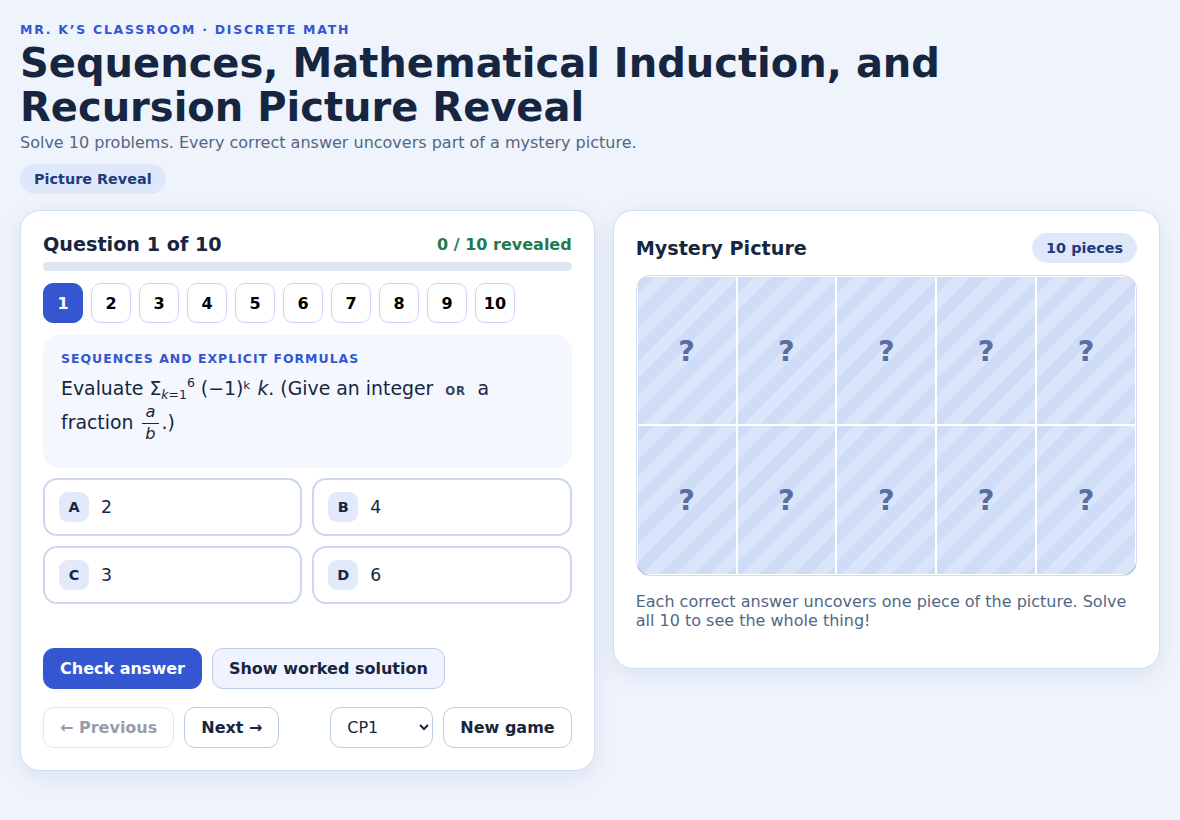 MR. K’S CLASSROOM · DISCRETE MATH
Sequences, Mathematical Induction, and
Recursion Picture Reveal
Solve 10 problems. Every correct answer uncovers part of a mystery picture.
Picture Reveal
Question 1 of 10
0 / 10 revealed
1 2 3 4 5 6 7 8 9 10
SEQUENCES AND EXPLICIT FORMULAS
Evaluate Σₖ₌₁⁶ (−1)ᵏ k. (Give an integer OR a
fraction a/b.)
A 2
B 4
C 3
D 6
Check answer
Show worked solution
← Previous
Next →
CP1
New game
Mystery Picture
10 pieces
? ? ? ? ?
? ? ? ? ?
Each correct answer uncovers one piece of the picture. Solve
all 10 to see the whole thing!